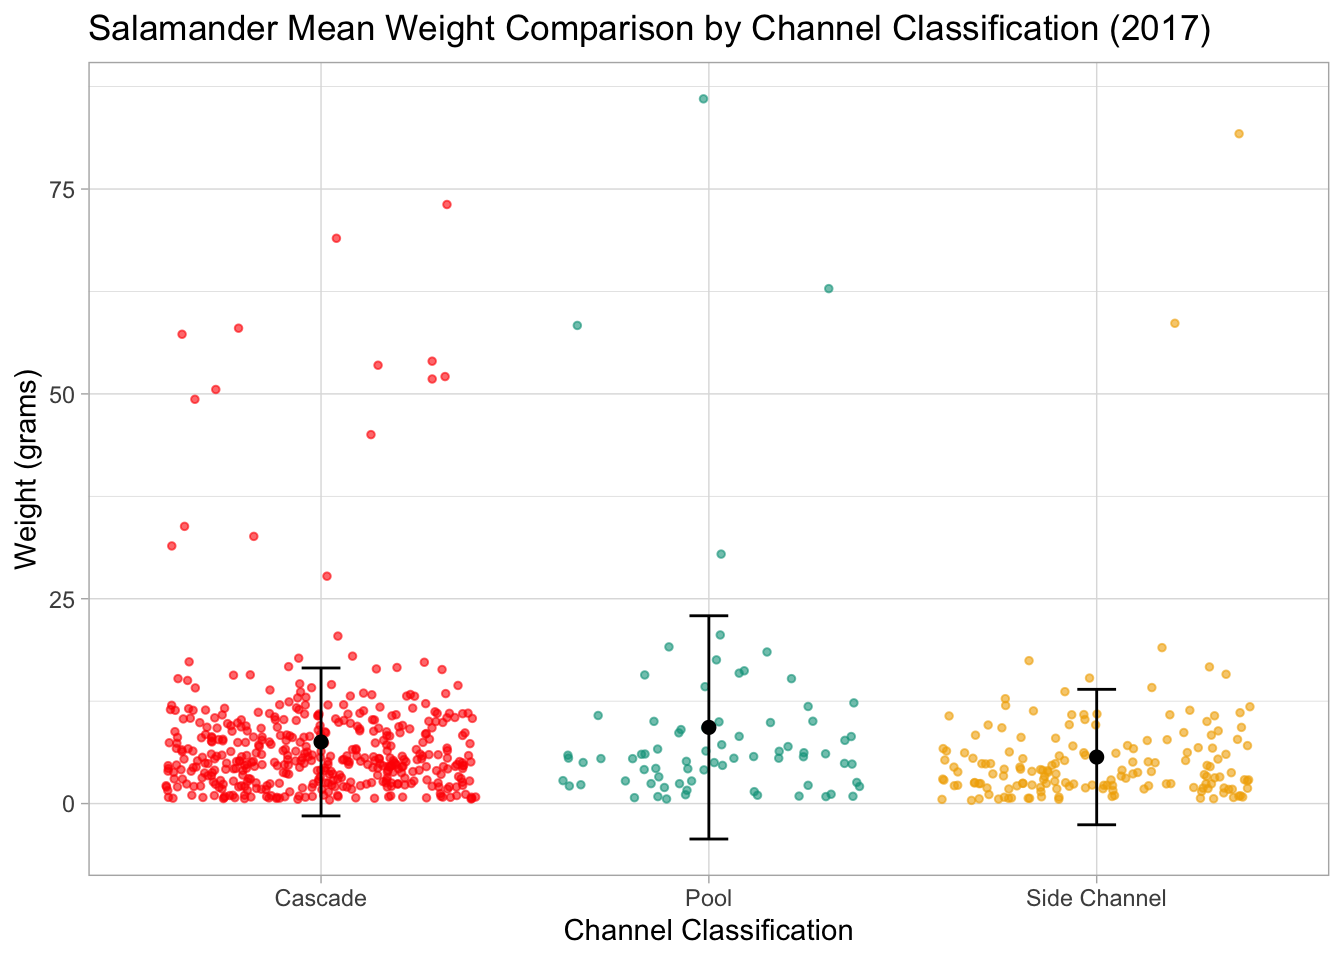 Salamander Mean Weight Comparison by Channel Classification (2017)
Weight (grams)
75
50
25
0
Cascade
Pool
Side Channel
Channel Classification